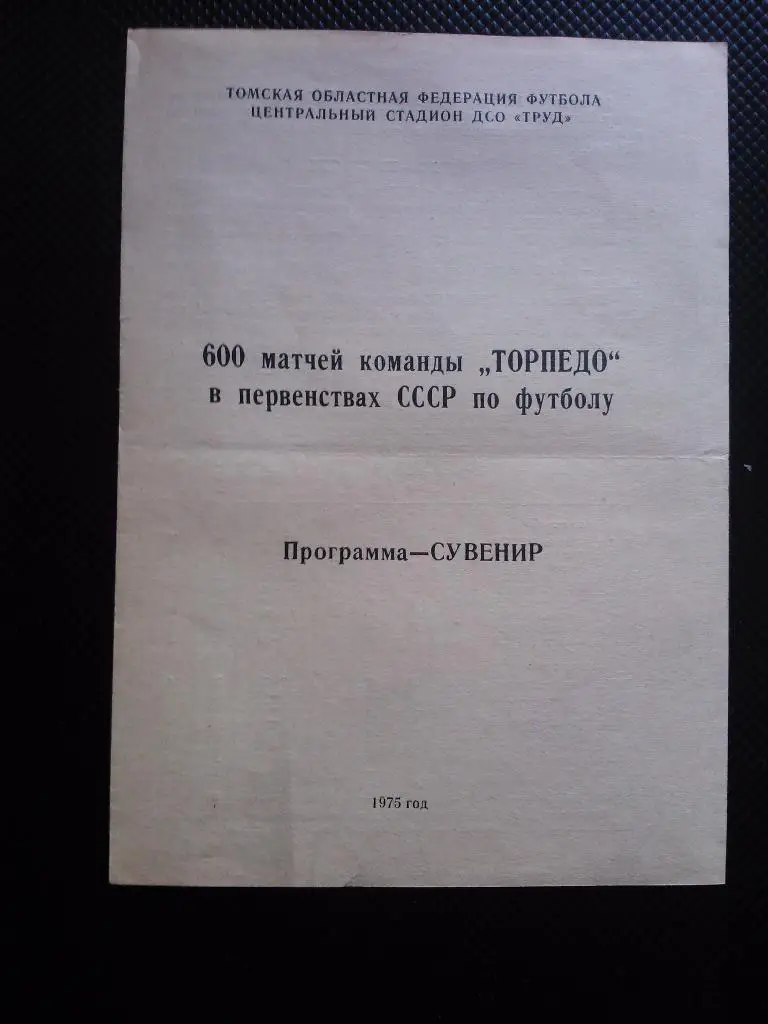 ТОМСКАЯ ОБЛАСТНАЯ ФЕДЕРАЦИЯ ФУТБОЛА
ЦЕНТРАЛЬНЫЙ СТАДИОН ДСО «ТРУД»
600 матчей команды „ТОРПЕДО“
в первенствах СССР по футболу
Программа—СУВЕНИР
1975 год